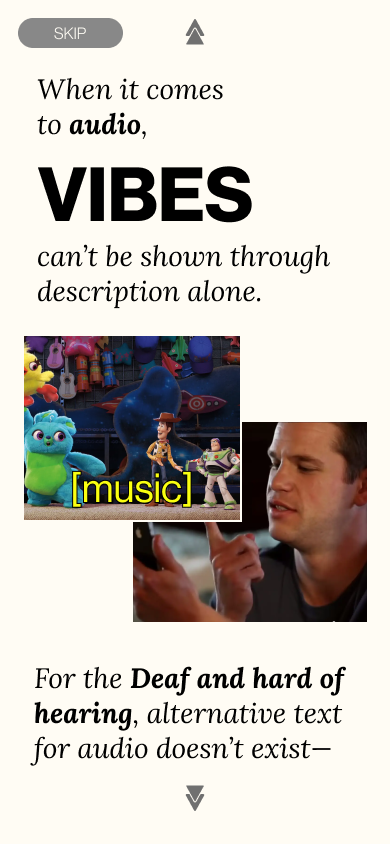 SKIP
When it comes
to audio,
VIBES
can’t be shown through
description alone.
[music]
For the Deaf and hard of
hearing, alternative text
for audio doesn’t exist—